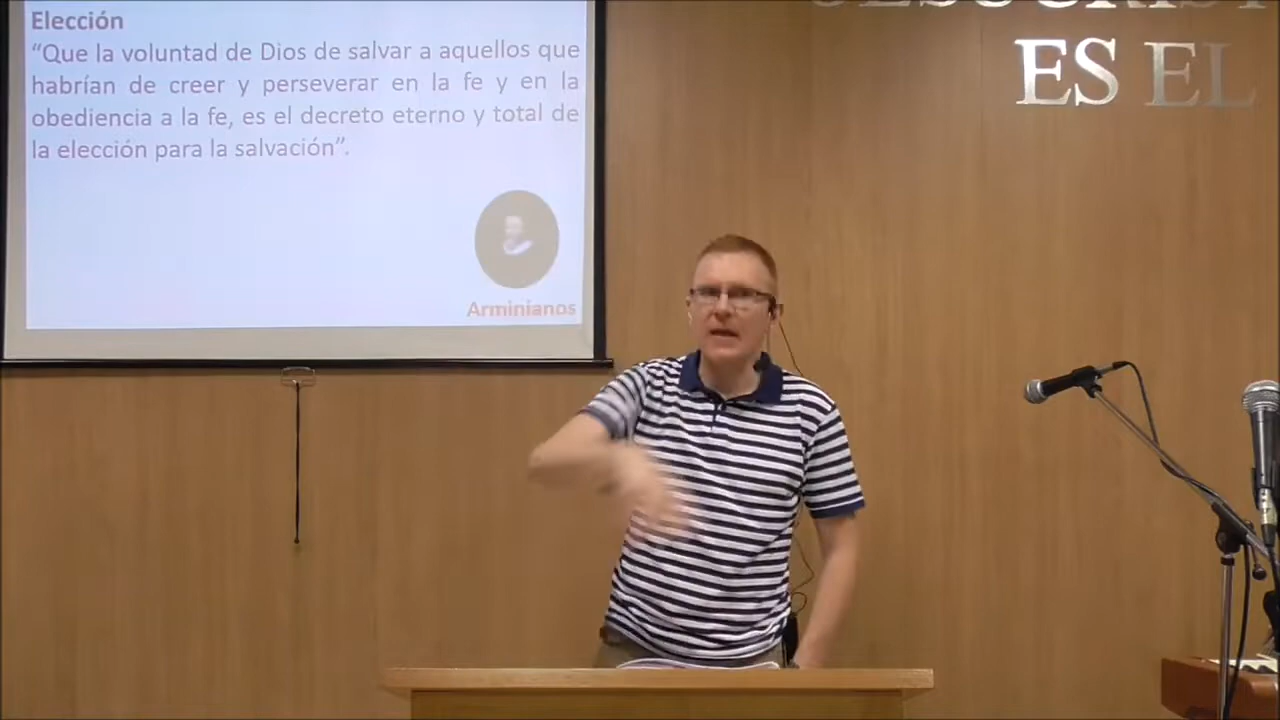 Elección
“Que la voluntad de Dios de salvar a aquellos que
habrían de creer y perseverar en la fe y en la
obediencia a la fe, es el decreto eterno y total de
la elección para la salvación”.
Arminianos
ES EL